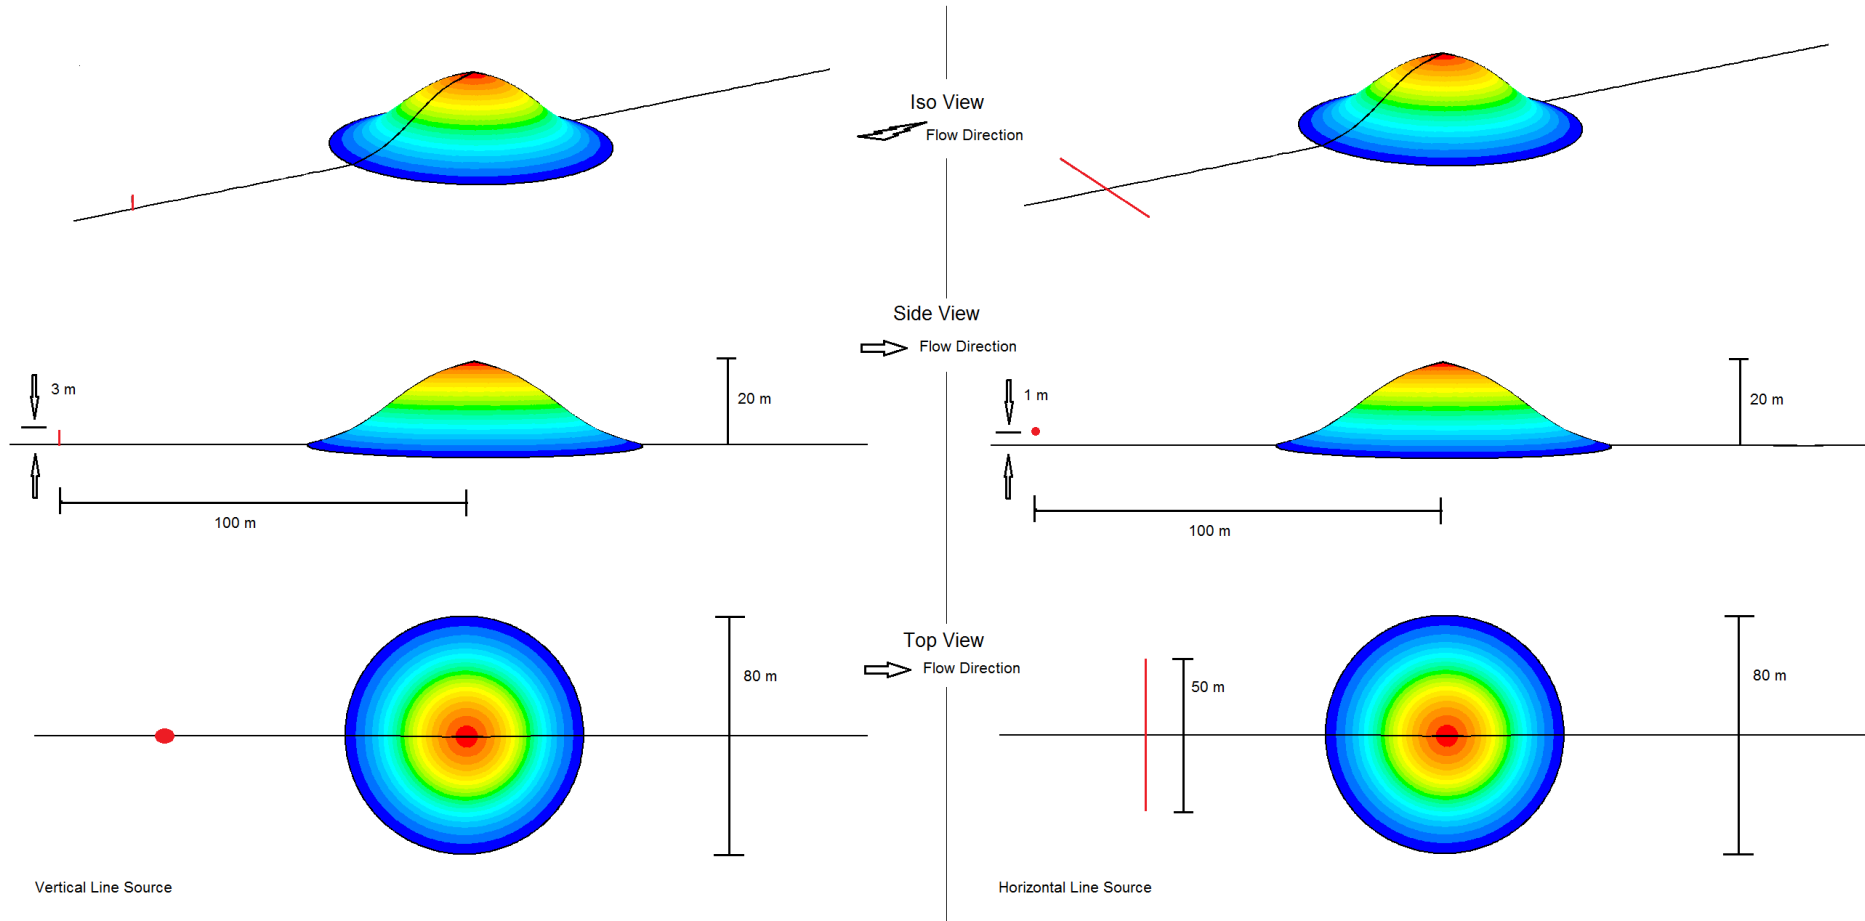 Iso View
Flow Direction
Side View
Flow Direction
3 m
20 m
100 m
1 m
20 m
100 m
Top View
Flow Direction
80 m
50 m
80 m
Vertical Line Source
Horizontal Line Source